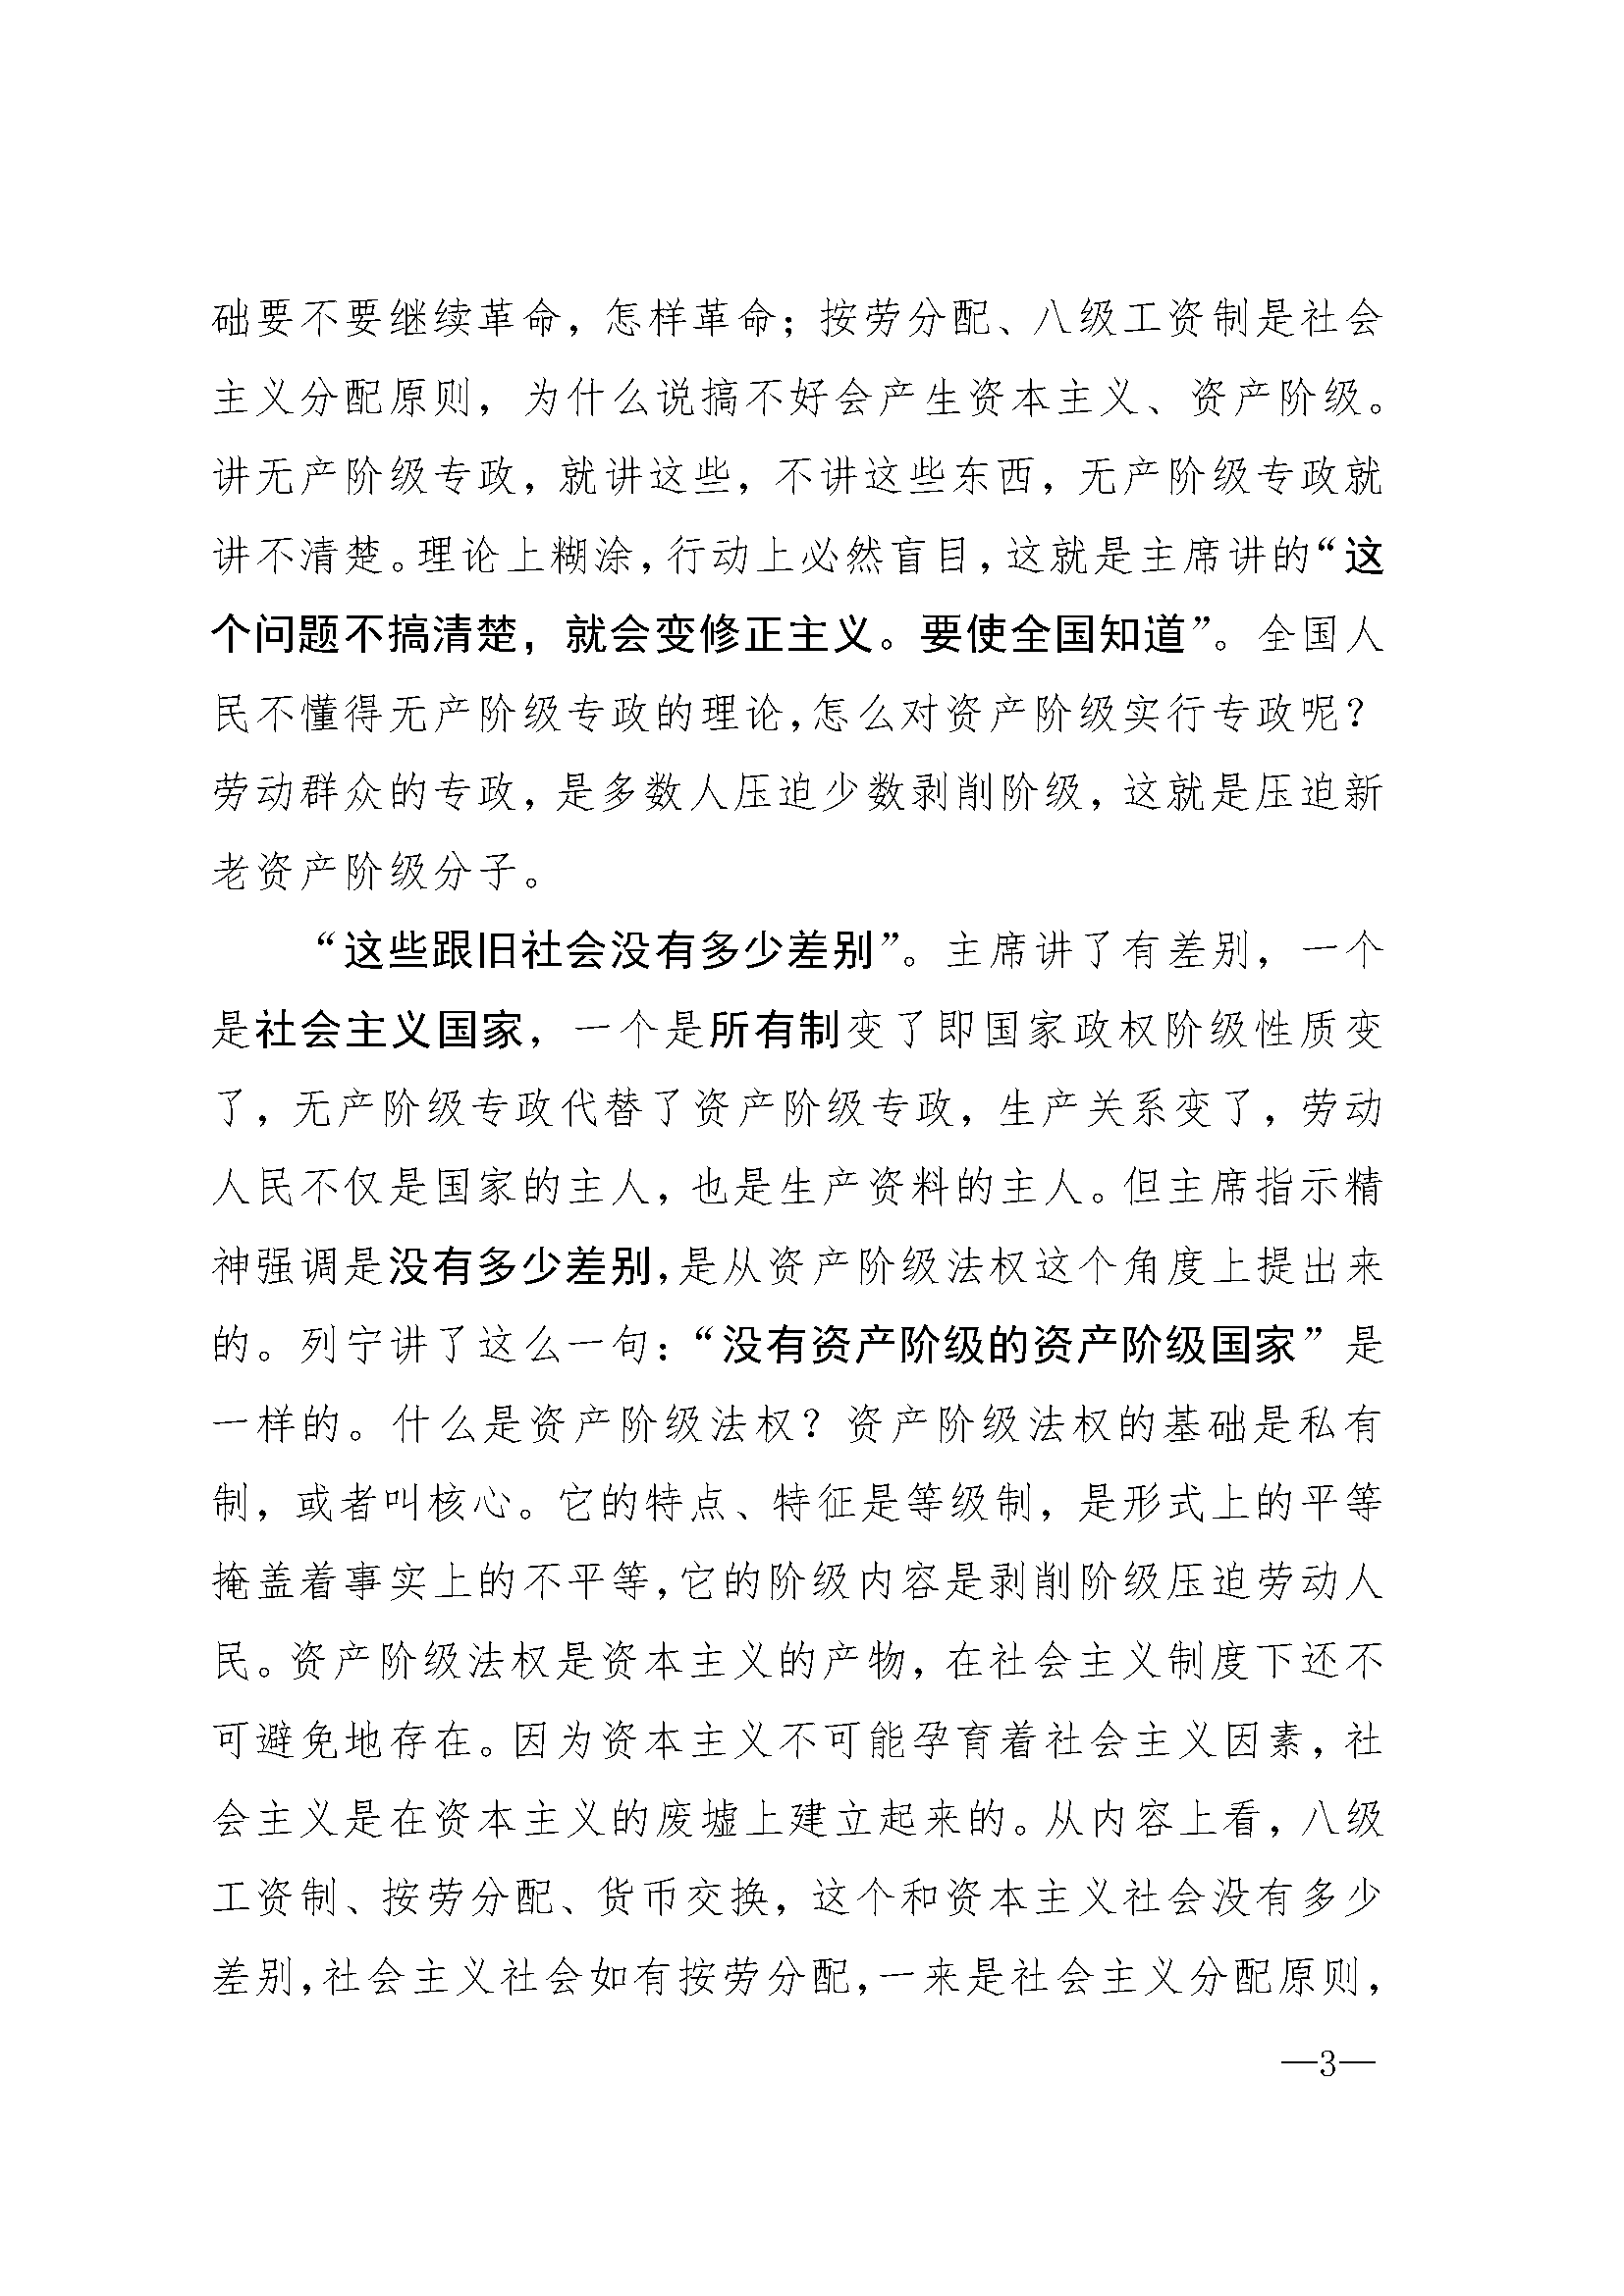 础要不要继续革命，怎样革命；按劳分配、八级工资制是社会
主义分配原则，为什么说搞不好会产生资本主义、资产阶级。
讲无产阶级专政，就讲这些，不讲这些东西，无产阶级专政就
讲不清楚。理论上糊涂，行动上必然盲目，这就是主席讲的“这
个问题不搞清楚，就会变修正主义。要使全国知道”。全国人
民不懂得无产阶级专政的理论，怎么对资产阶级实行专政呢？
劳动群众的专政，是多数人压迫少数剥削阶级，这就是压迫新
老资产阶级分子。
“这些跟旧社会没有多少差别”。主席讲了有差别，一个
是社会主义国家，一个是所有制变了即国家政权阶级性质变
了，无产阶级专政代替了资产阶级专政，生产关系变了，劳动
人民不仅是国家的主人，也是生产资料的主人。但主席指示精
神强调是没有多少差别，是从资产阶级法权这个角度上提出来
的。列宁讲了这么一句：“没有资产阶级的资产阶级国家”是
一样的。什么是资产阶级法权？资产阶级法权的基础是私有
制，或者叫核心。它的特点、特征是等级制，是形式上的平等
掩盖着事实上的不平等，它的阶级内容是剥削阶级压迫劳动人
民。资产阶级法权是资本主义的产物，在社会主义制度下还不
可避免地存在。因为资本主义不可能孕育着社会主义因素，社
会主义是在资本主义的废墟上建立起来的。从内容上看，八级
工资制、按劳分配、货币交换，这个和资本主义社会没有多少
差别，社会主义社会如有按劳分配，一来是社会主义分配原则，
—3—